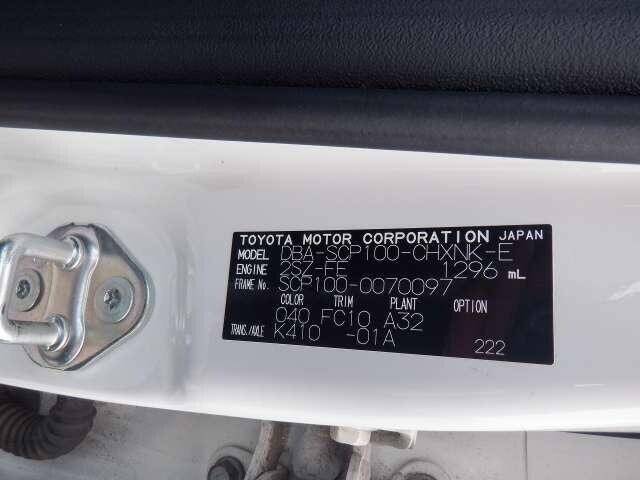 TOYOTA MOTOR CORPORATION JAPAN
MODEL DBA-SCP100-CHXNK-E
ENGINE 2SZ-FE 1296 mL
FRAME No. SCP100-0070097
COLOR TRIM PLANT OPTION
040 FC10 A32
TRANS./AXLE K410 -01A
222